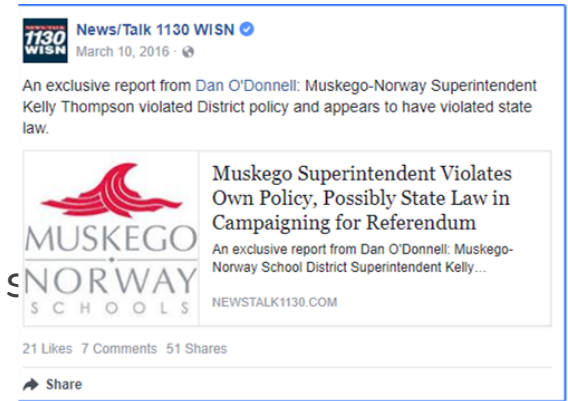 NEWS/TALK
1130
WISN
News/Talk 1130 WISN
March 10, 2016 ·
An exclusive report from Dan O'Donnell: Muskego-Norway Superintendent
Kelly Thompson violated District policy and appears to have violated state
law.
MUSKEGO
NORWAY
SCHOOLS
Muskego Superintendent Violates
Own Policy, Possibly State Law in
Campaigning for Referendum
An exclusive report from Dan O'Donnell: Muskego-
Norway School District Superintendent Kelly...
NEWSTALK1130.COM
21 Likes 7 Comments 51 Shares
Share